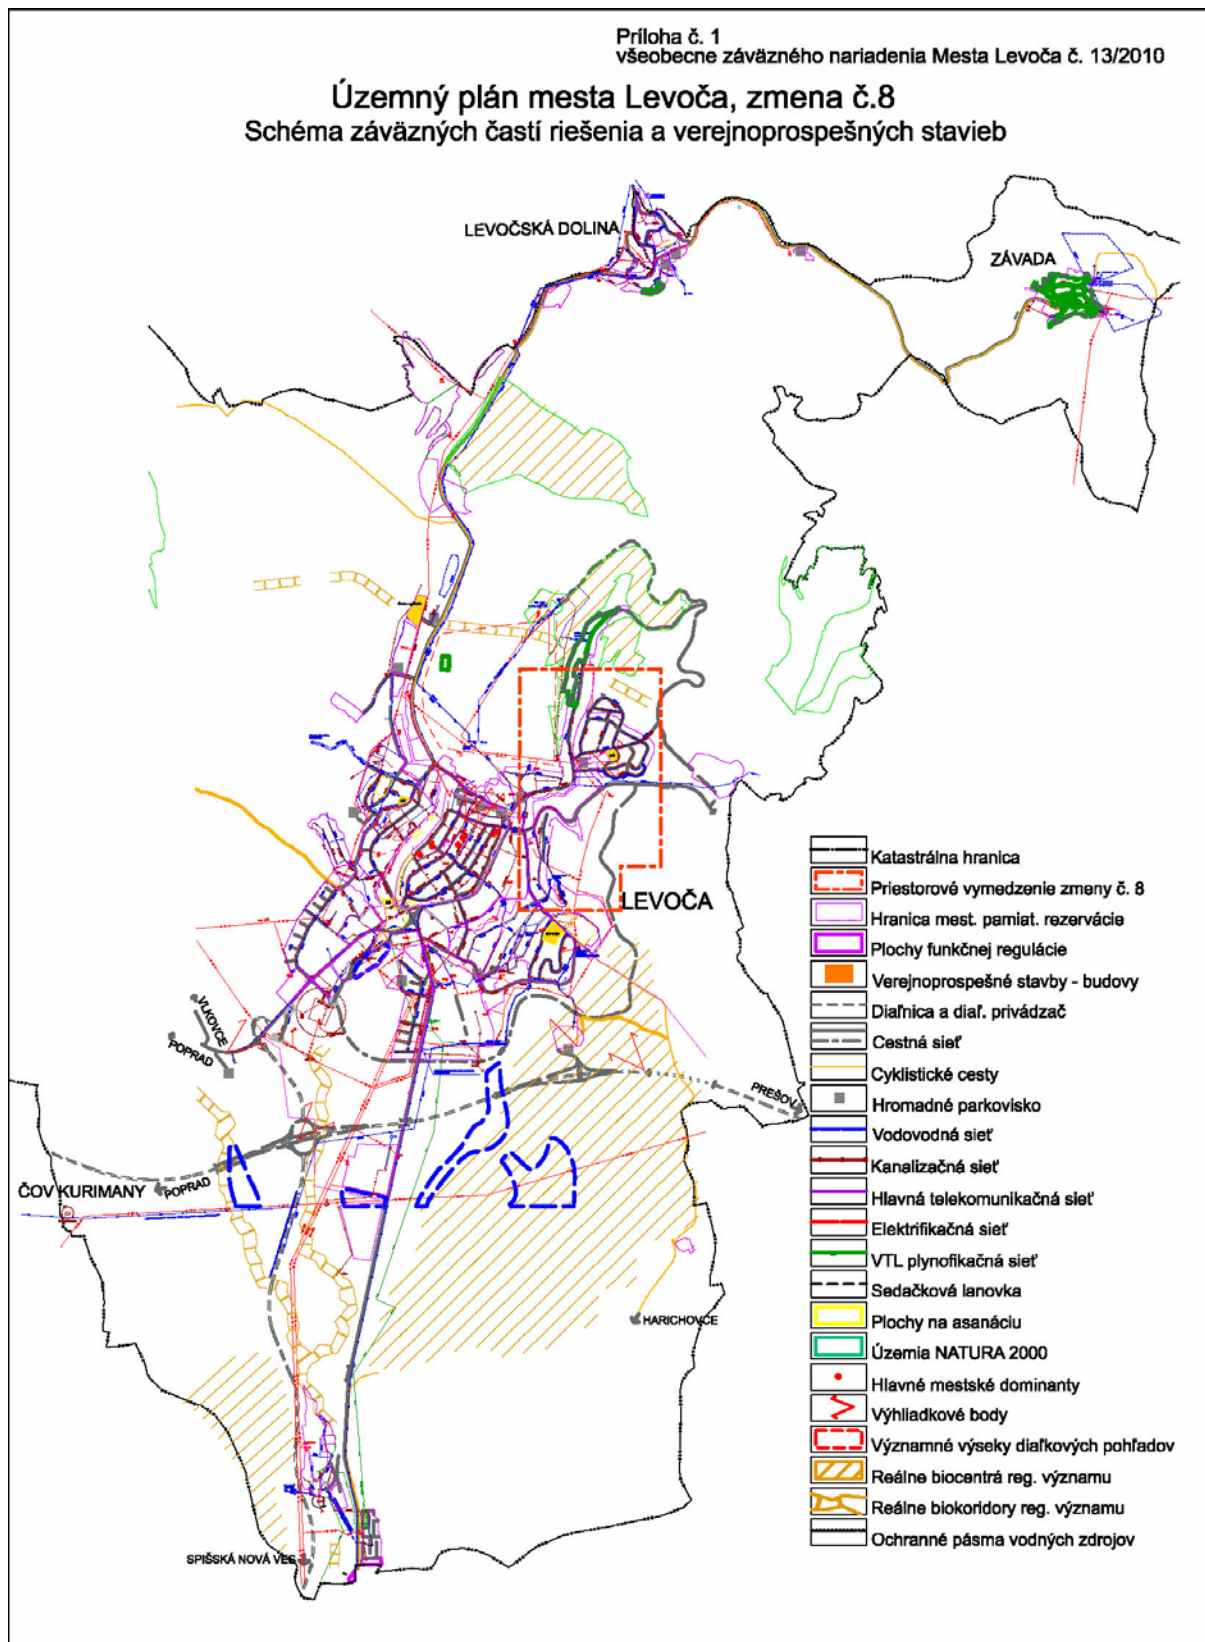 Príloha č. 1
všeobecne záväzného nariadenia Mesta Levoča č. 13/2010
Územný plán mesta Levoča, zmena č.8
Schéma záväzných častí riešenia a verejnoprospešných stavieb
LEVOČSKÁ DOLINA
ZÁVADA
LEVOČA
VLKOVCE
POPRAD
PREŠOV
ČOV KURIMANY
POPRAD
HARICHOVCE
SPIŠSKÁ NOVÁ VES
Katastrálna hranica
Priestorové vymedzenie zmeny č. 8
Hranica mest. pamiat. rezervácie
Plochy funkčnej regulácie
Verejnoprospešné stavby - budovy
Diaľnica a diaľ. privádzač
Cestná sieť
Cyklistické cesty
Hromadné parkovisko
Vodovodná sieť
Kanalizačná sieť
Hlavná telekomunikačná sieť
Elektrifikačná sieť
VTL plynofikačná sieť
Sedačková lanovka
Plochy na asanáciu
Územia NATURA 2000
Hlavné mestské dominanty
Výhliadkové body
Významné výseky diaľkových pohľadov
Reálne biocentrá reg. významu
Reálne biokoridory reg. významu
Ochranné pásma vodných zdrojov